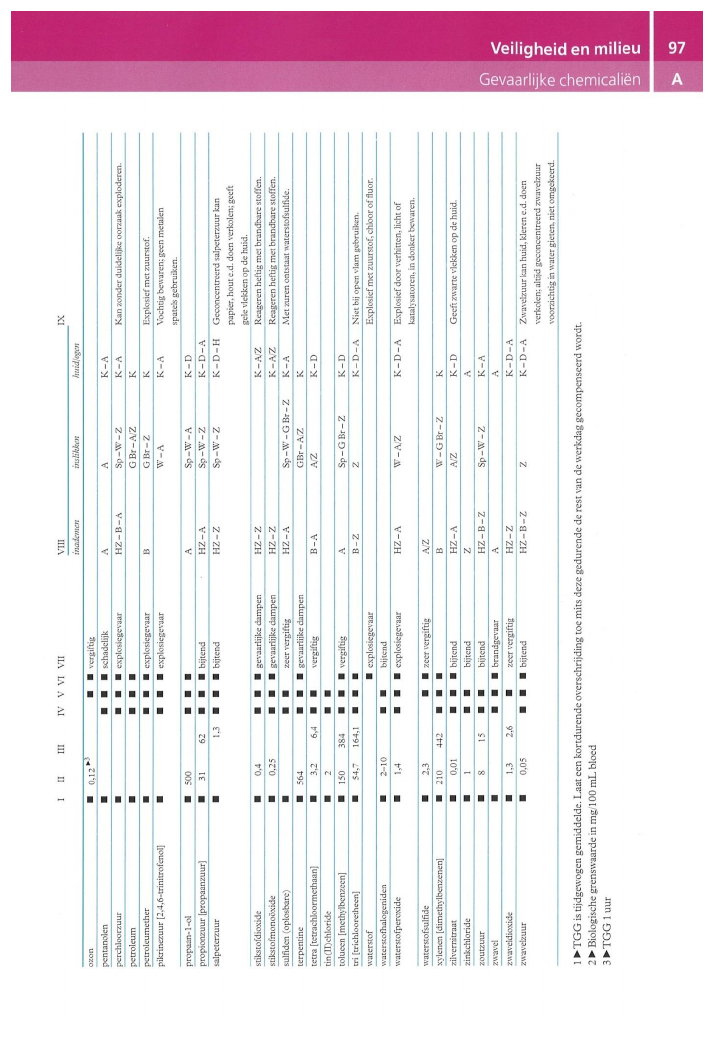 Veiligheid en milieu 97
Gevaarlijke chemicaliën A
I II III IV V VI VII VIII IX
inademen inslikken huid/ogen
ozon ■ 0,12 ▶3 ■ ■ vergiftig
pentanolen ■ ■ ■ schadelijk A A K – A
perchloorzuur ■ ■ ■ explosiegevaar HZ – B – A Sp – W – Z K – A Kan zonder duidelijke oorzaak exploderen.
petroleum ■ ■ ■ ■ G Br – A/Z K
petroleumether ■ ■ ■ explosiegevaar B G Br – Z K Explosief met zuurstof.
pikrinezuur [2,4,6-trinitrofenol] ■ ■ ■ ■ explosiegevaar W – A K – A Vochtig bewaren; geen metalen
spatels gebruiken.
propaan-1-ol ■ 500 ■ ■ ■ A Sp – W – A K – D
propionzuur [propaanzuur] ■ 31 62 ■ ■ ■ bijtend HZ – A Sp – W – Z K – D – A
salpeterzuur ■ 1,3 ■ ■ ■ bijtend HZ – Z Sp – W – Z K – D – H Geconcentreerd salpeterzuur kan
papier, hout e.d. doen verkolen; geeft
gele vlekken op de huid.
stikstofdioxide ■ 0,4 ■ ■ ■ gevaarlijke dampen HZ – Z K – A/Z Reageren heftig met brandbare stoffen.
stikstofmonoöxide ■ 0,25 ■ ■ ■ gevaarlijke dampen HZ – Z K – A/Z Reageren heftig met brandbare stoffen.
sulfiden (oplosbare) ■ ■ ■ zeer vergiftig HZ – A Sp – W – G Br – Z K – A Met zuren ontstaat waterstofsulfide.
terpentine ■ 564 ■ ■ ■ gevaarlijke dampen GBr – A/Z K
tetra [tetrachloormethaan] ■ 3,2 6,4 ■ ■ ■ vergiftig B – A A/Z K – D
tin(II)chloride ■ 2 ■
tolueen [methylbenzeen] ■ 150 384 ■ ■ ■ vergiftig A Sp – G Br – Z K – D
tri [trichlooretheen] ■ 54,7 164,1 ■ ■ ■ B – Z Z K – D – A Niet bij open vlam gebruiken.
waterstof ■ explosiegevaar Explosief met zuurstof, chloor of fluor.
waterstofhalogeniden ■ 2–10 ■ ■ bijtend
waterstofperoxide ■ 1,4 ■ ■ ■ explosiegevaar HZ – A W – A/Z K – D – A Explosief door verhitten, licht of
katalysatoren, in donker bewaren.
waterstofsulfide ■ 2,3 ■ ■ ■ zeer vergiftig A/Z
xylenen [dimethylbenzenen] ■ 210 442 ■ ■ ■ B W – G Br – Z K
zilvernitraat ■ 0,01 ■ ■ ■ bijtend HZ – A A/Z K – D Geeft zwarte vlekken op de huid.
zinkchloride ■ 1 ■ ■ ■ bijtend Z A
zoutzuur ■ 8 15 ■ ■ ■ bijtend HZ – B – Z Sp – W – Z K – A
zwavel ■ ■ ■ ■ brandgevaar A A
zwaveldioxide ■ 1,3 2,6 ■ ■ ■ zeer vergiftig HZ – Z K – D – A
zwavelzuur ■ 0,05 ■ ■ ■ bijtend HZ – B – Z Z K – D – A Zwavelzuur kan huid, kleren e.d. doen
verkolen; altijd geconcentreerd zwavelzuur
voorzichtig in water gieten, niet omgekeerd.
1 ▶ TGG is tijdgewogen gemiddelde. Laat een kortdurende overschrijding toe mits deze gedurende de rest van de werkdag gecompenseerd wordt.
2 ▶ Biologische grenswaarde in mg/100 mL bloed
3 ▶ TGG 1 uur